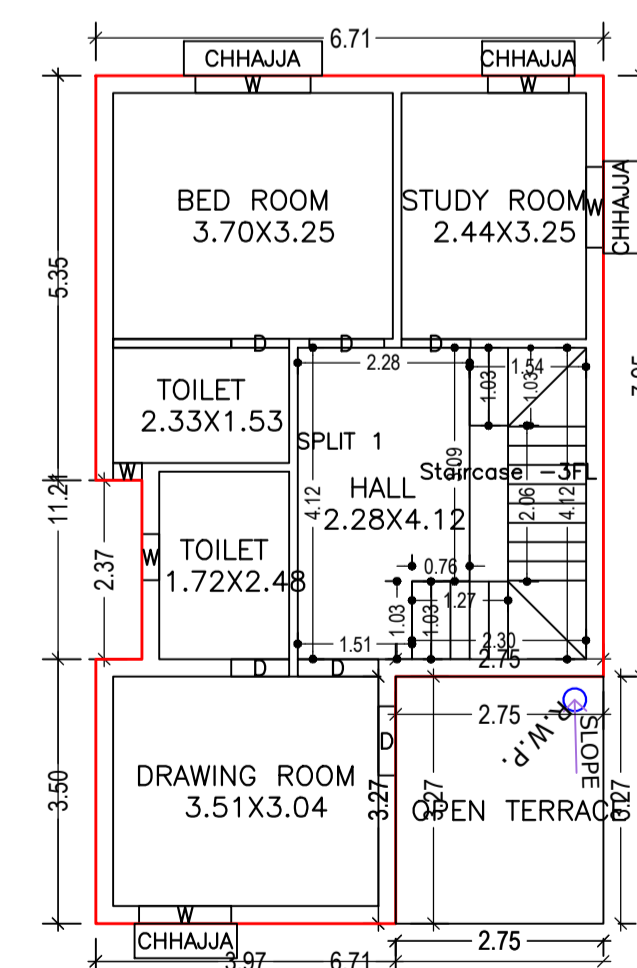 6.71
CHHAJJA
CHHAJJA
W
W
BED ROOM
3.70X3.25
STUDY ROOM
2.44X3.25
W
CHHAJJA
5.35
D
D
D
2.28
1.54
1.03
1.03
TOILET
2.33X1.53
SPLIT 1
W
Staircase -3FL
HALL
2.28X4.12
4.12
2.06
4.12
11.21
2.37
W
TOILET
1.72X2.48
0.76
1.27
1.03
1.03
1.51
2.30
2.75
D
D
2.75
R.W.P.
SLOPE
D
DRAWING ROOM
3.51X3.04
3.50
3.27
3.27
OPEN TERRACE
3.27
W
CHHAJJA
2.75
3.97
6.71